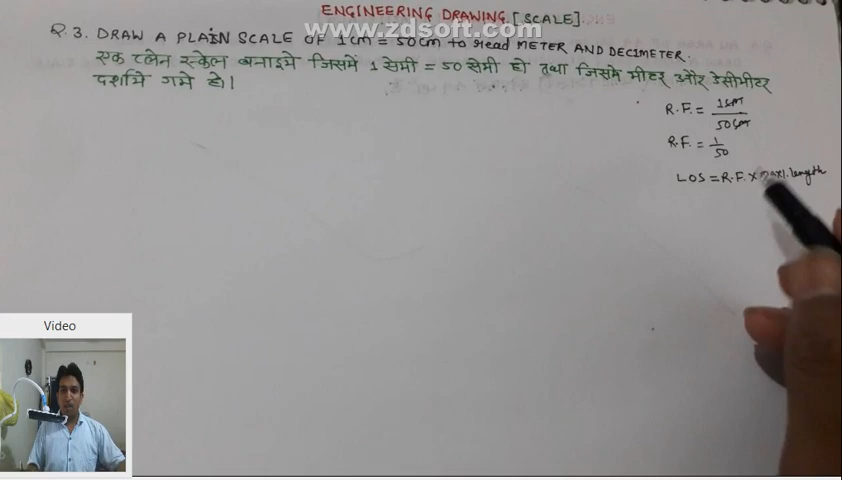 ENGINEERING DRAWING [SCALE]
www.zdsoft.com
Q.3. DRAW A PLAIN SCALE OF 1cm = 50cm to read METER AND DECIMETER.
एक प्लेन स्केल बनाइये जिसमें 1 सेमी = 50 सेमी हो तथा जिसमे मीटर और डेसीमीटर
दर्शाये गये हो।
R.F. = 1cm / 50cm
R.F. = 1/50
LOS = R.F. x maxi. length
Video